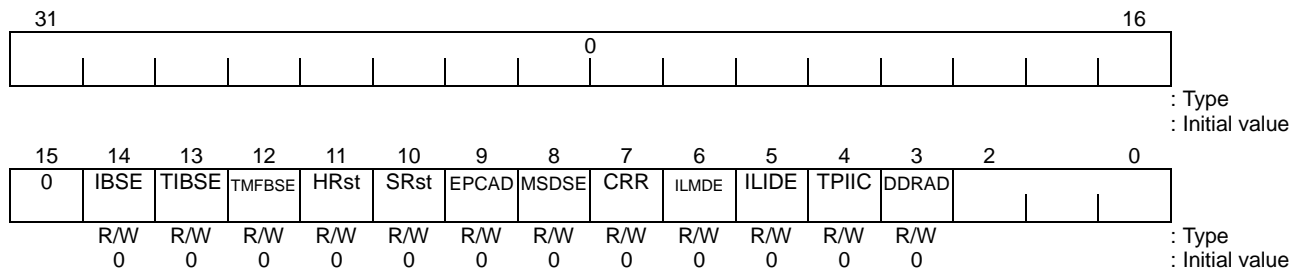 31 16
0
: Type
: Initial value
15 14 13 12 11 10 9 8 7 6 5 4 3 2 0
0 IBSE TIBSE TMFBSE HRst SRst EPCAD MSDSE CRR ILMDE ILIDE TPIIC DDRAD
R/W R/W R/W R/W R/W R/W R/W R/W R/W R/W R/W R/W : Type
0 0 0 0 0 0 0 0 0 0 0 0 : Initial value